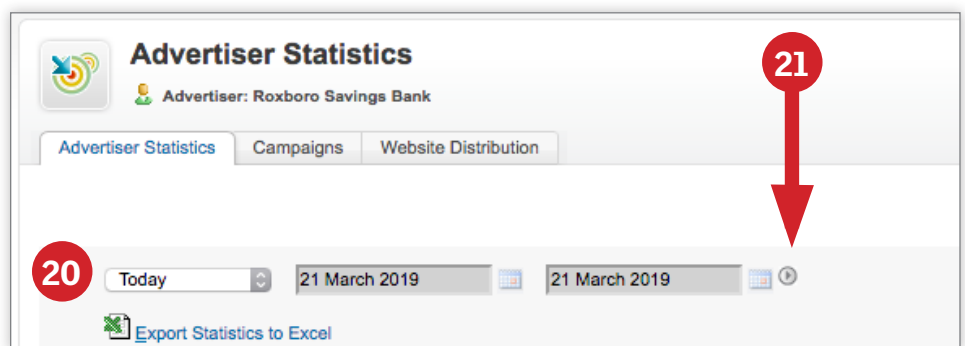 Advertiser Statistics
21
Advertiser: Roxboro Savings Bank
Advertiser Statistics Campaigns Website Distribution
20 Today 21 March 2019 21 March 2019
Export Statistics to Excel